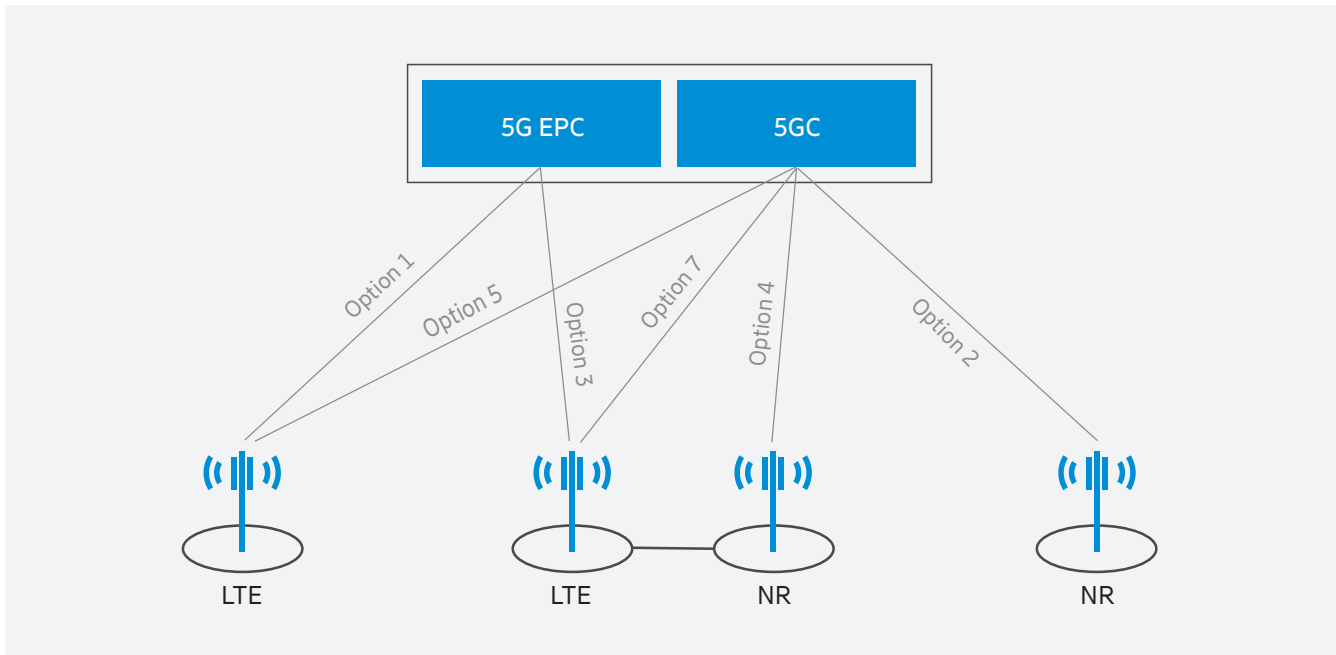 5G EPC
5GC
Option 1
Option 5
Option 3
Option 7
Option 4
Option 2
LTE
LTE
NR
NR